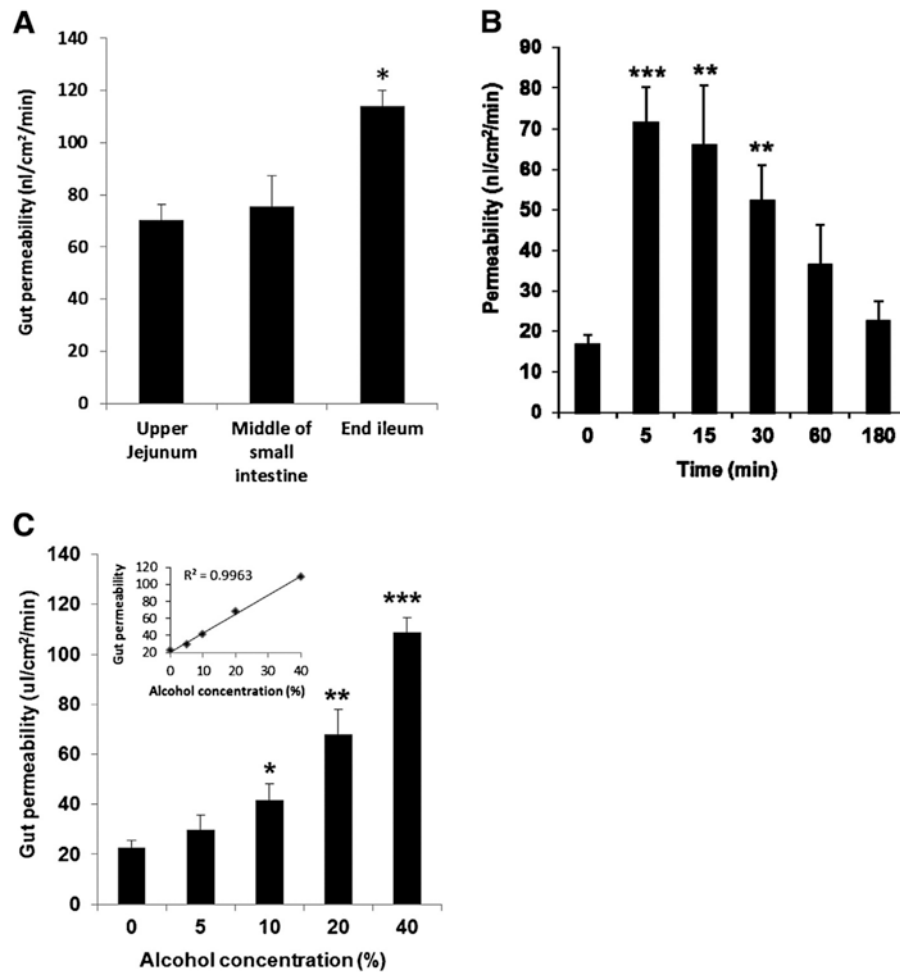 A
140
120
100
80
60
40
20
0
Gut permeability (nl/cm²/min)
*
Upper
Jejunum
Middle of
small
intestine
End ileum
B
90
80
70
60
50
40
30
20
10
0
Permeability (nl/cm²/min)
***
**
**
0 5 15 30 60 180
Time (min)
C
140
120
100
80
60
40
20
0
Gut permeability (ul/cm²/min)
120
100
80
60
40
20
Gut permeability
R² = 0.9963
0 10 20 30 40
Alcohol concentration (%)
*
**
***
0 5 10 20 40
Alcohol concentration (%)